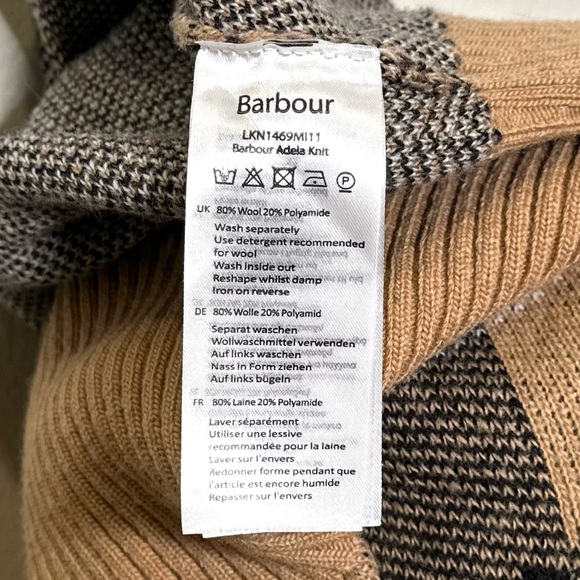 Barbour
LKN1469MI11
Barbour Adela Knit
P
UK 80% Wool 20% Polyamide
Wash separately
Use detergent recommended
for wool
Wash inside out
Reshape whilst damp
Iron on reverse
DE 80% Wolle 20% Polyamid
Separat waschen
Wollwaschmittel verwenden
Auf links waschen
Nass in Form ziehen
Auf links bügeln
FR 80% Laine 20% Polyamide
Laver séparément
Utiliser une lessive
recommandée pour la laine
Laver sur l'envers
Redonner forme pendant que
l'article est encore humide
Repasser sur l'envers